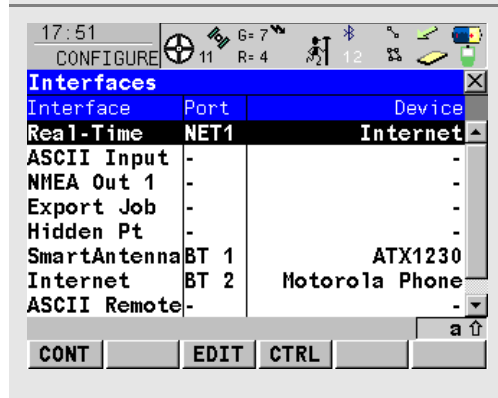 17:51
CONFIGURE 11 G= 7 R= 4 12
Interfaces
Interface Port Device
Real-Time NET1 Internet
ASCII Input - -
NMEA Out 1 - -
Export Job - -
Hidden Pt - -
SmartAntenna BT 1 ATX1230
Internet BT 2 Motorola Phone
ASCII Remote - -
a
CONT EDIT CTRL